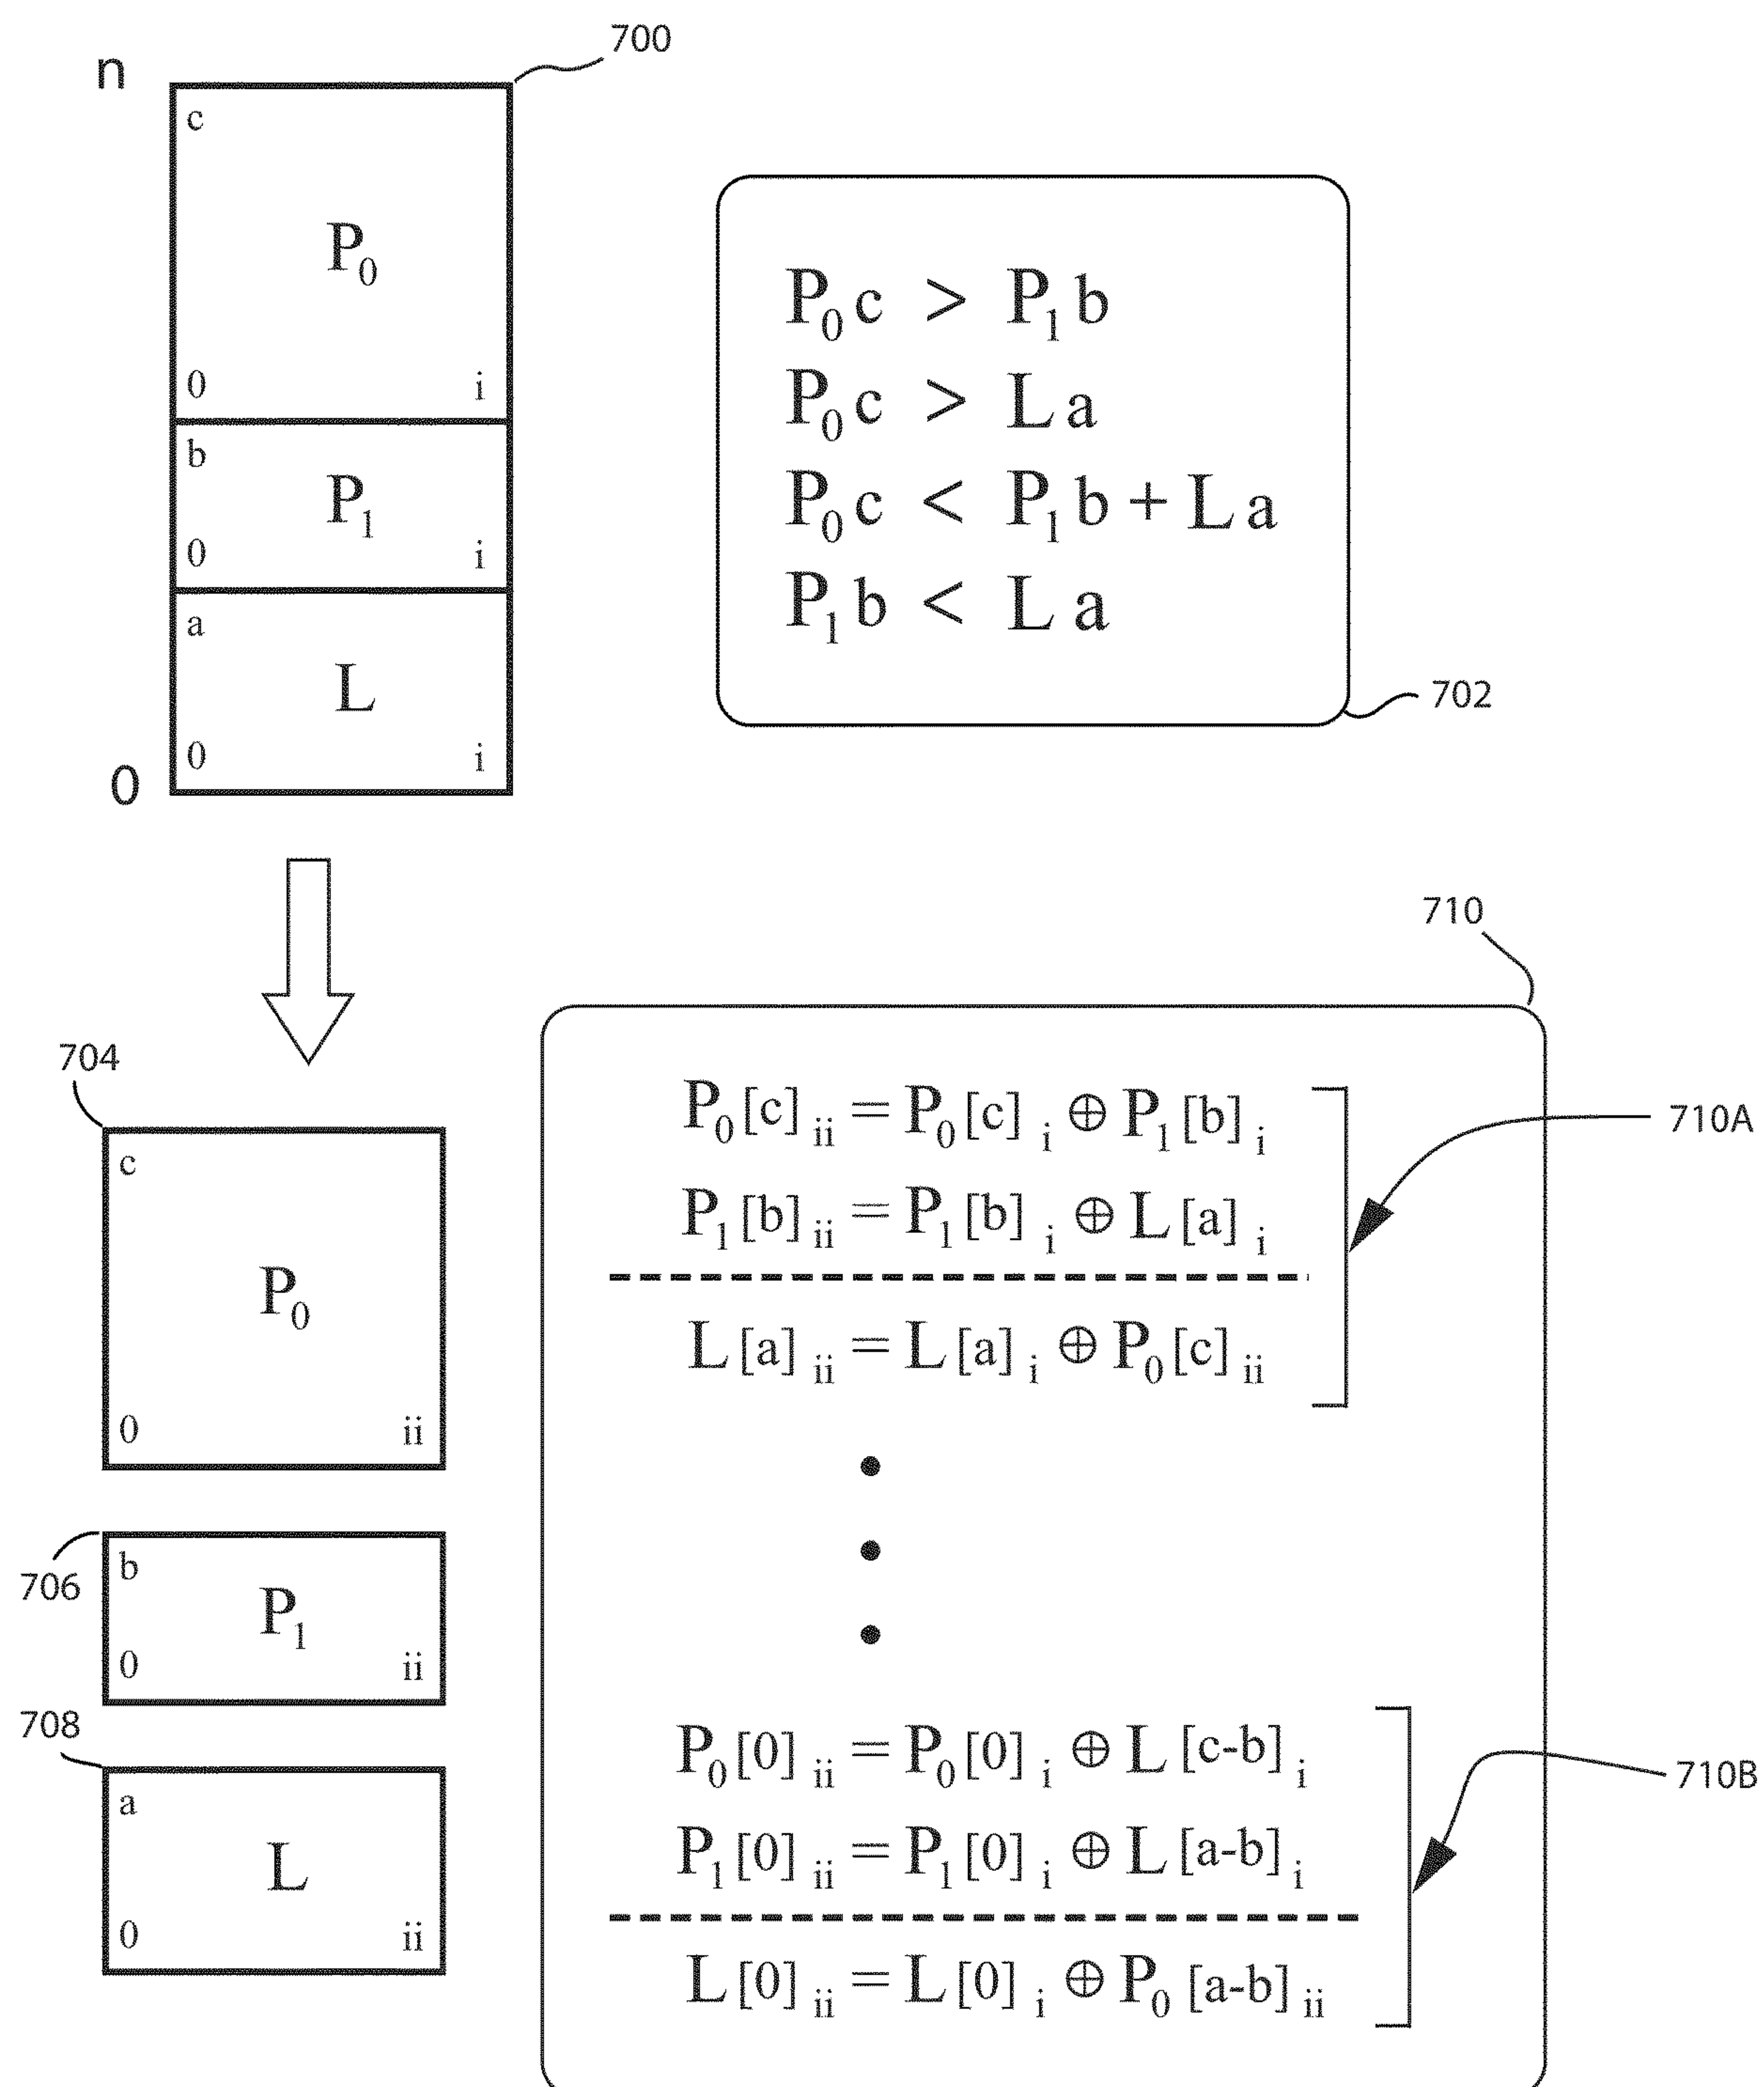 700
n
c
P₀
0 i
b
P₁
0 i
a
L
0 i
0
P₀c > P₁b
P₀c > La
P₀c < P₁b + La
P₁b < La
702
704
c
P₀
0 ii
706
b
P₁
0 ii
708
a
L
0 ii
710
P₀[c] ii = P₀[c] i ⊕ P₁[b] i
P₁[b] ii = P₁[b] i ⊕ L[a] i
L[a] ii = L[a] i ⊕ P₀[c] ii
710A
P₀[0] ii = P₀[0] i ⊕ L[c-b] i
P₁[0] ii = P₁[0] i ⊕ L[a-b] i
L[0] ii = L[0] i ⊕ P₀[a-b] ii
710B